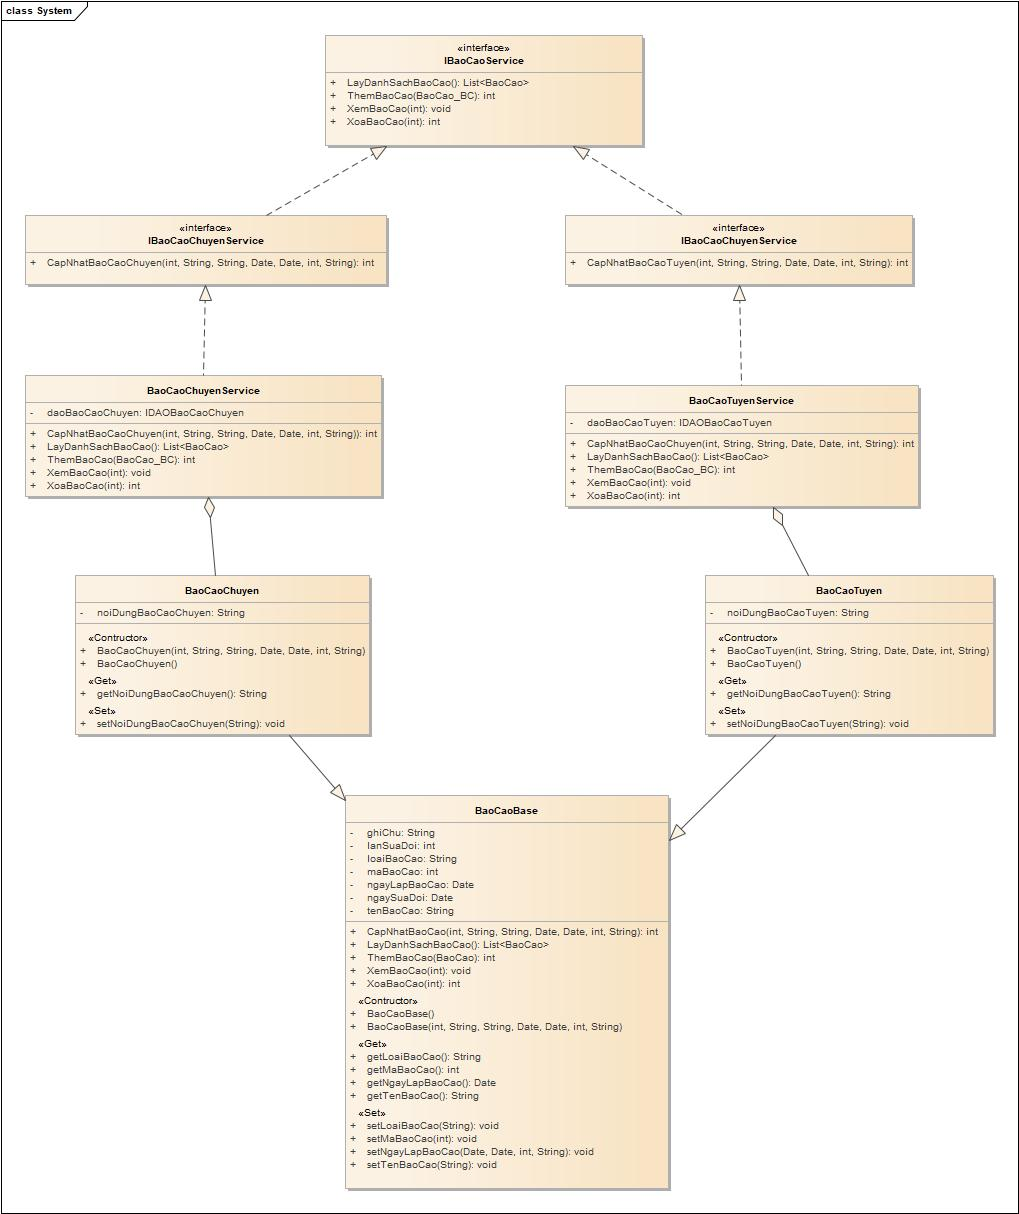 class System
«interface»
IBaoCaoService
+ LayDanhSachBaoCao(): List<BaoCao>
+ ThemBaoCao(BaoCao_BC): int
+ XemBaoCao(int): void
+ XoaBaoCao(int): int
«interface»
IBaoCaoChuyenService
+ CapNhatBaoCaoChuyen(int, String, String, Date, Date, int, String): int
«interface»
IBaoCaoChuyenService
+ CapNhatBaoCaoTuyen(int, String, String, Date, Date, int, String): int
BaoCaoChuyenService
- daoBaoCaoChuyen: IDAOBaoCaoChuyen
+ CapNhatBaoCaoChuyen(int, String, String, Date, Date, int, String)): int
+ LayDanhSachBaoCao(): List<BaoCao>
+ ThemBaoCao(BaoCao_BC): int
+ XemBaoCao(int): void
+ XoaBaoCao(int): int
BaoCaoTuyenService
- daoBaoCaoTuyen: IDAOBaoCaoTuyen
+ CapNhatBaoCaoChuyen(int, String, String, Date, Date, int, String): int
+ LayDanhSachBaoCao(): List<BaoCao>
+ ThemBaoCao(BaoCao_BC): int
+ XemBaoCao(int): void
+ XoaBaoCao(int): int
BaoCaoChuyen
- noiDungBaoCaoChuyen: String
«Contructor»
+ BaoCaoChuyen(int, String, String, Date, Date, int, String)
+ BaoCaoChuyen()
«Get»
+ getNoiDungBaoCaoChuyen(): String
«Set»
+ setNoiDungBaoCaoChuyen(String): void
BaoCaoTuyen
- noiDungBaoCaoTuyen: String
«Contructor»
+ BaoCaoTuyen(int, String, String, Date, Date, int, String)
+ BaoCaoTuyen()
«Get»
+ getNoiDungBaoCaoTuyen(): String
«Set»
+ setNoiDungBaoCaoTuyen(String): void
BaoCaoBase
- ghiChu: String
- lanSuaDoi: int
- loaiBaoCao: String
- maBaoCao: int
- ngayLapBaoCao: Date
- ngaySuaDoi: Date
- tenBaoCao: String
+ CapNhatBaoCao(int, String, String, Date, Date, int, String): int
+ LayDanhSachBaoCao(): List<BaoCao>
+ ThemBaoCao(BaoCao): int
+ XemBaoCao(int): void
+ XoaBaoCao(int): int
«Contructor»
+ BaoCaoBase()
+ BaoCaoBase(int, String, String, Date, Date, int, String)
«Get»
+ getLoaiBaoCao(): String
+ getMaBaoCao(): int
+ getNgayLapBaoCao(): Date
+ getTenBaoCao(): String
«Set»
+ setLoaiBaoCao(String): void
+ setMaBaoCao(int): void
+ setNgayLapBaoCao(Date, Date, int, String): void
+ setTenBaoCao(String): void